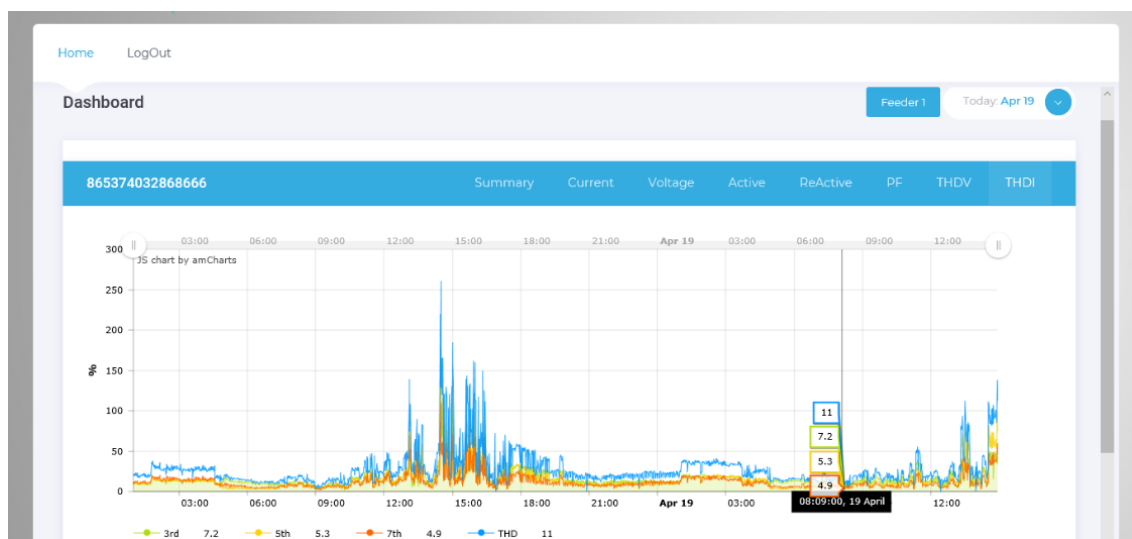 Home LogOut
Dashboard Feeder 1 Today: Apr 19
865374032868666 Summary Current Voltage Active ReActive PF THDV THDI
03:00 06:00 09:00 12:00 15:00 18:00 21:00 Apr 19 03:00 06:00 09:00 12:00
JS chart by amCharts
300
250
200
150
100
50
0
%
11
7.2
5.3
4.9
03:00 06:00 09:00 12:00 15:00 18:00 21:00 Apr 19 03:00 08:09:00, 19 April 12:00
3rd 7.2 5th 5.3 7th 4.9 THD 11